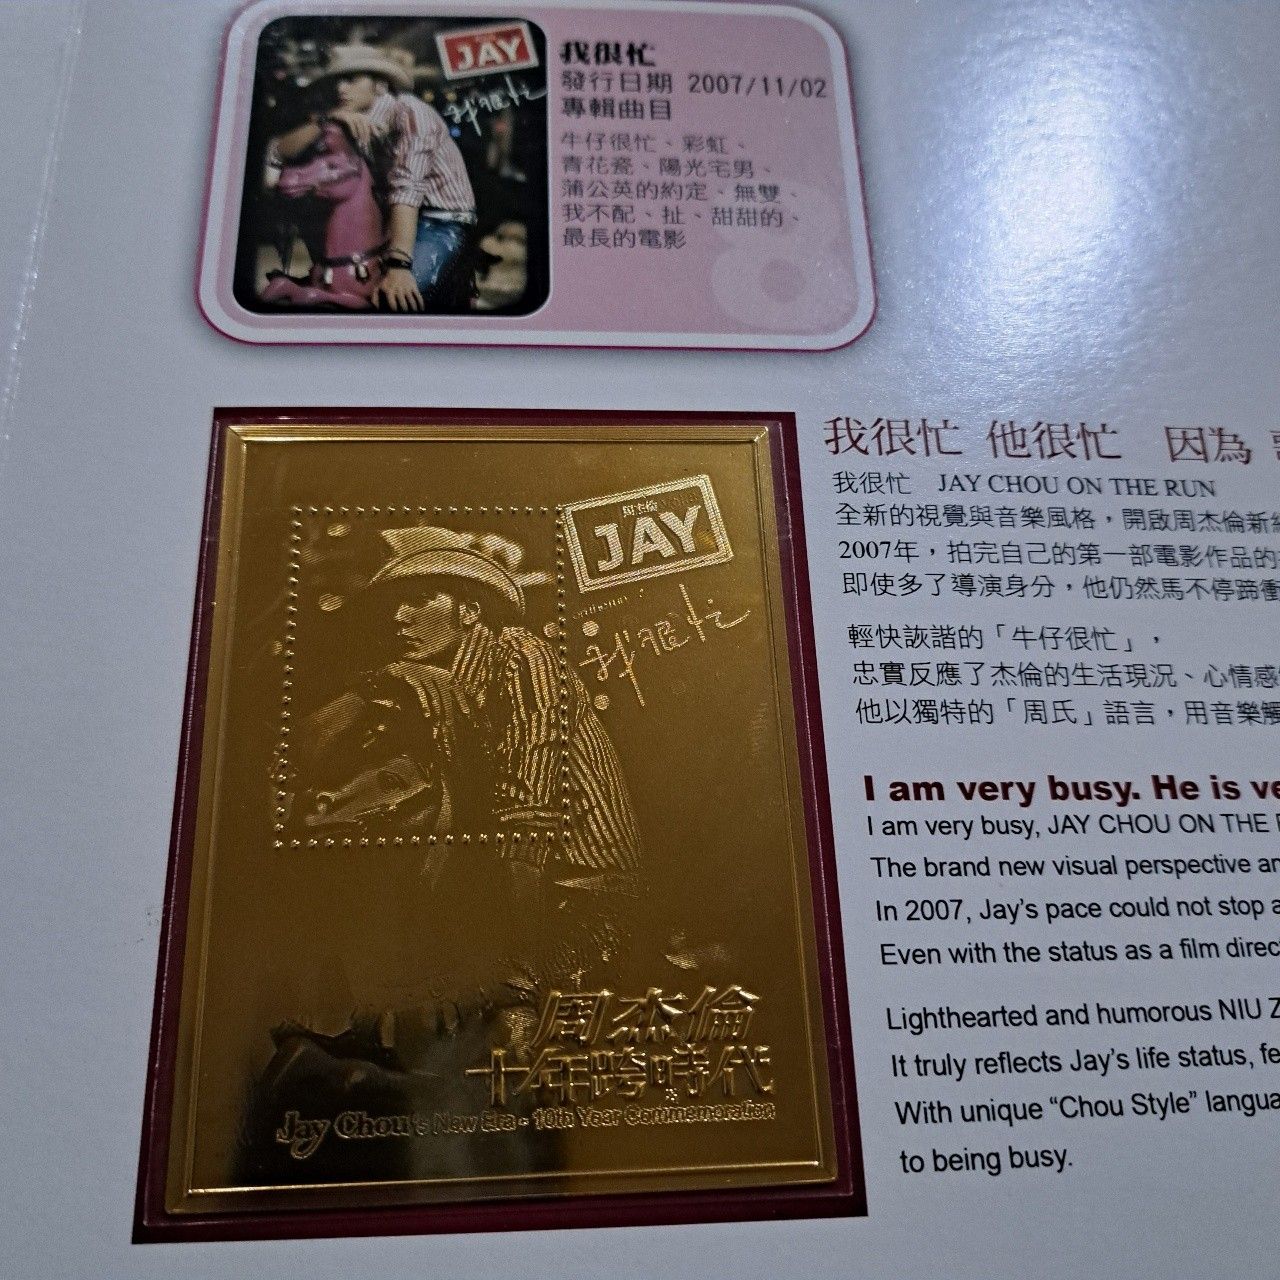 JAY
我很忙
我很忙
發行日期 2007/11/02
專輯曲目
牛仔很忙、彩虹、
青花瓷、陽光宅男、
蒲公英的約定、無雙、
我不配、扯、甜甜的、
最長的電影
8
周杰倫
JAY
我很忙
周杰倫
十年跨時代
Jay Chou's New Era - 10th Year Commemoration
我很忙 他很忙 因為
我很忙 JAY CHOU ON THE RUN
全新的視覺與音樂風格，開啟周杰倫新
2007年，拍完自己的第一部電影作品的
即使多了導演身分，他仍然馬不停蹄衝
輕快詼諧的「牛仔很忙」，
忠實反應了杰倫的生活現況、心情感
他以獨特的「周氏」語言，用音樂
I am very busy. He is ve
I am very busy, JAY CHOU ON THE
The brand new visual perspective an
In 2007, Jay's pace could not stop a
Even with the status as a film direc
Lighthearted and humorous NIU Z
It truly reflects Jay's life status, fe
With unique “Chou Style” langua
to being busy.